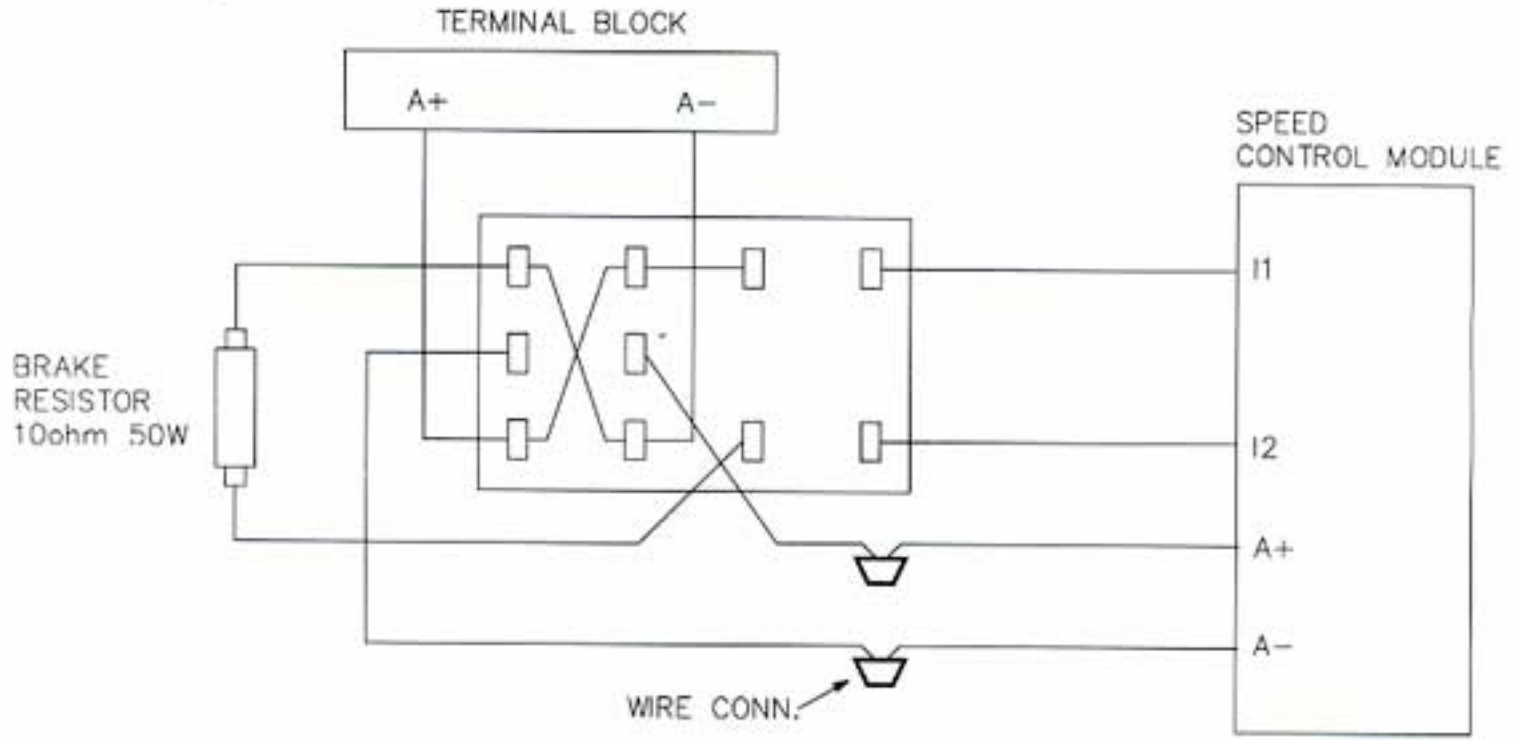 TERMINAL BLOCK
A+
A-
SPEED
CONTROL MODULE
I1
BRAKE
RESISTOR
10ohm 50W
I2
A+
A-
WIRE CONN.